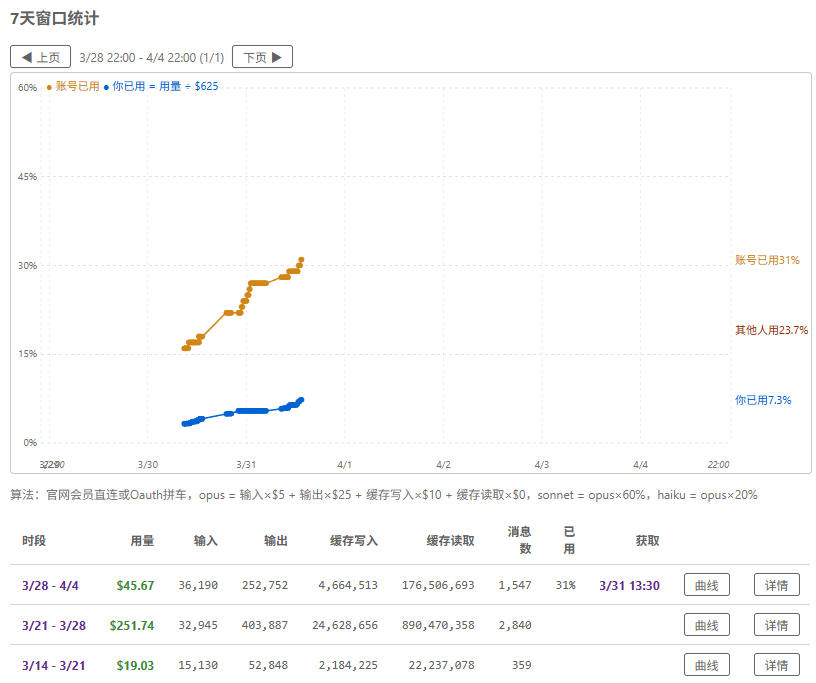 7天窗口统计
◀ 上页 3/28 22:00 - 4/4 22:00 (1/1) 下页 ▶
60% 账号已用 你已用 = 用量 ÷ $625
45%
30% 账号已用31%
其他人用23.7%
15%
你已用7.3%
0%
3/29 3/30 3/31 4/1 4/2 4/3 4/4 22:00
算法：官网会员直连或Oauth拼车，opus = 输入×$5 + 输出×$25 + 缓存写入×$10 + 缓存读取×$0，sonnet = opus×60%，haiku = opus×20%
时段 用量 输入 输出 缓存写入 缓存读取 消息数 已用 获取
3/28 - 4/4 $45.67 36,190 252,752 4,664,513 176,506,693 1,547 31% 3/31 13:30 曲线 详情
3/21 - 3/28 $251.74 32,945 403,887 24,628,656 890,470,358 2,840 曲线 详情
3/14 - 3/21 $19.03 15,130 52,848 2,184,225 22,237,078 359 曲线 详情